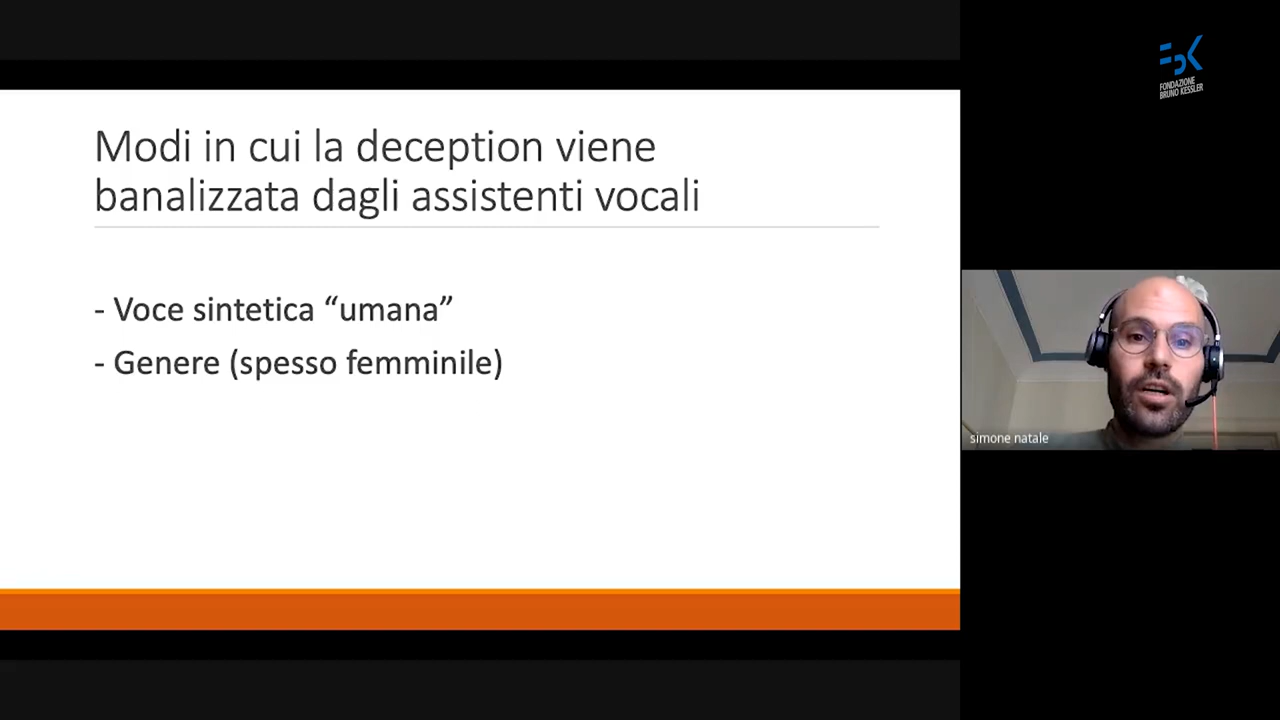 FONDAZIONE
BRUNO KESSLER
Modi in cui la deception viene
banalizzata dagli assistenti vocali
- Voce sintetica “umana”
- Genere (spesso femminile)
simone natale